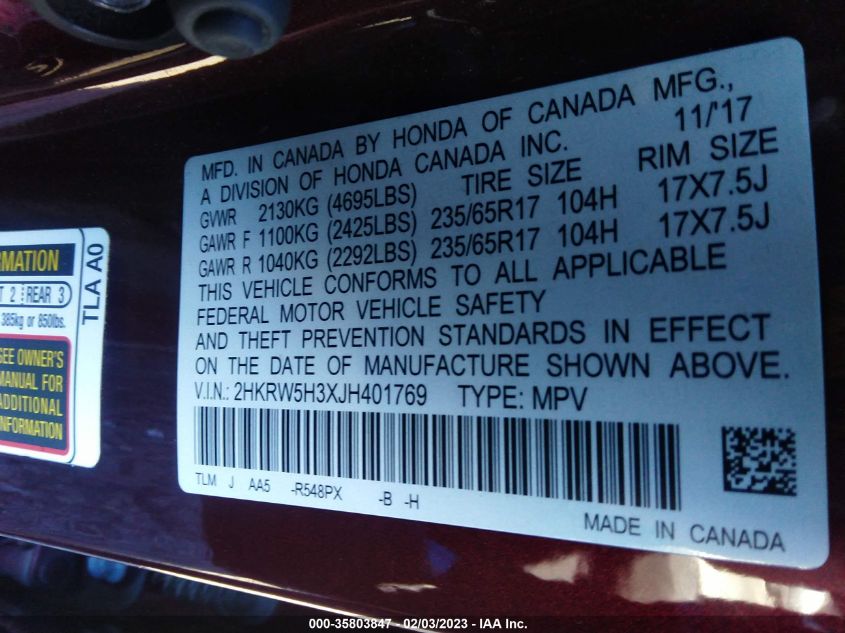 MFD. IN CANADA BY HONDA OF CANADA MFG.,
A DIVISION OF HONDA CANADA INC. 11/'17
GVWR 2130KG (4695LBS) TIRE SIZE RIM SIZE
GAWR F 1100KG (2425LBS) 235/65R17 104H 17X7.5J
GAWR R 1040KG (2292LBS) 235/65R17 104H 17X7.5J
THIS VEHICLE CONFORMS TO ALL APPLICABLE
FEDERAL MOTOR VEHICLE SAFETY
AND THEFT PREVENTION STANDARDS IN EFFECT
ON THE DATE OF MANUFACTURE SHOWN ABOVE.
V.I.N.: 2HKRW5H3XJH401769 TYPE: MPV
TLM J AA5 -R548PX -B -H
MADE IN CANADA
TLA A0
REAR 3
385kg or 850lbs.
SEE OWNER'S
MANUAL FOR
ADDITIONAL
INFORMATION
000-35803847 - 02/03/2023 - IAA Inc.